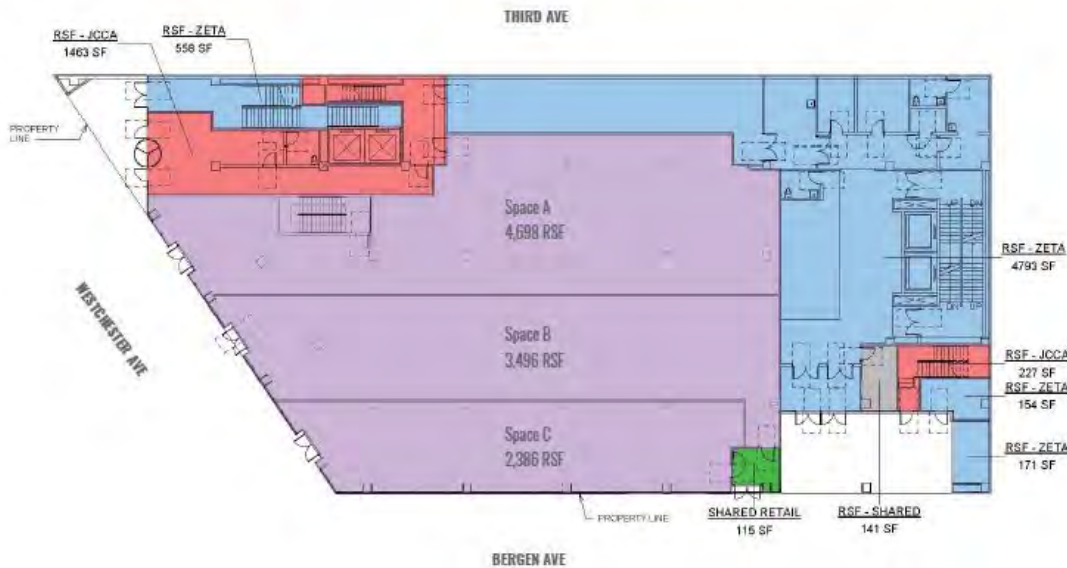 THIRD AVE
RSF - JCCA
1463 SF
RSF - ZETA
558 SF
PROPERTY
LINE
Space A
4,698 RSF
RSF - ZETA
4793 SF
WESTCHESTER AVE
Space B
3,496 RSF
RSF - JCCA
227 SF
RSF - ZETA
154 SF
Space C
2,386 RSF
RSF - ZETA
171 SF
PROPERTY LINE
SHARED RETAIL
115 SF
RSF - SHARED
141 SF
BERGEN AVE